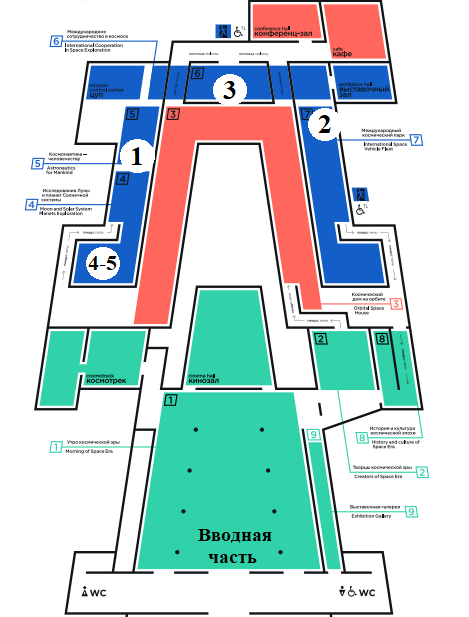 conference hall
конференц-зал
cafe
кафе
Международное
сотрудничество в космосе
6
International Cooperation
in Space Exploration
mission
control center
ЦУП
6
3
exhibition hall
выставочный
зал
5
3
7
2
1
Международный
космический парк
7
International Space
Vehicle Fleet
Космонавтика —
человечеству
5
Astronautics
for Mankind
4
Исследования Луны
и планет Солнечной
системы
4
Moon and Solar System
Planets Exploration
4-5
Космический
дом на орбите
3
Orbital Space
House
2
8
cosmotrack
космотрек
cinema hall
кинозал
1
История и культура
космической эпохи
8
History and culture of
Space Era
9
Утро космической эры
1
Morning of Space Era
Творцы космической эры
2
Creators of Space Era
Выставочная галерея
9
Exhibition Gallery
Вводная
часть
WC
WC